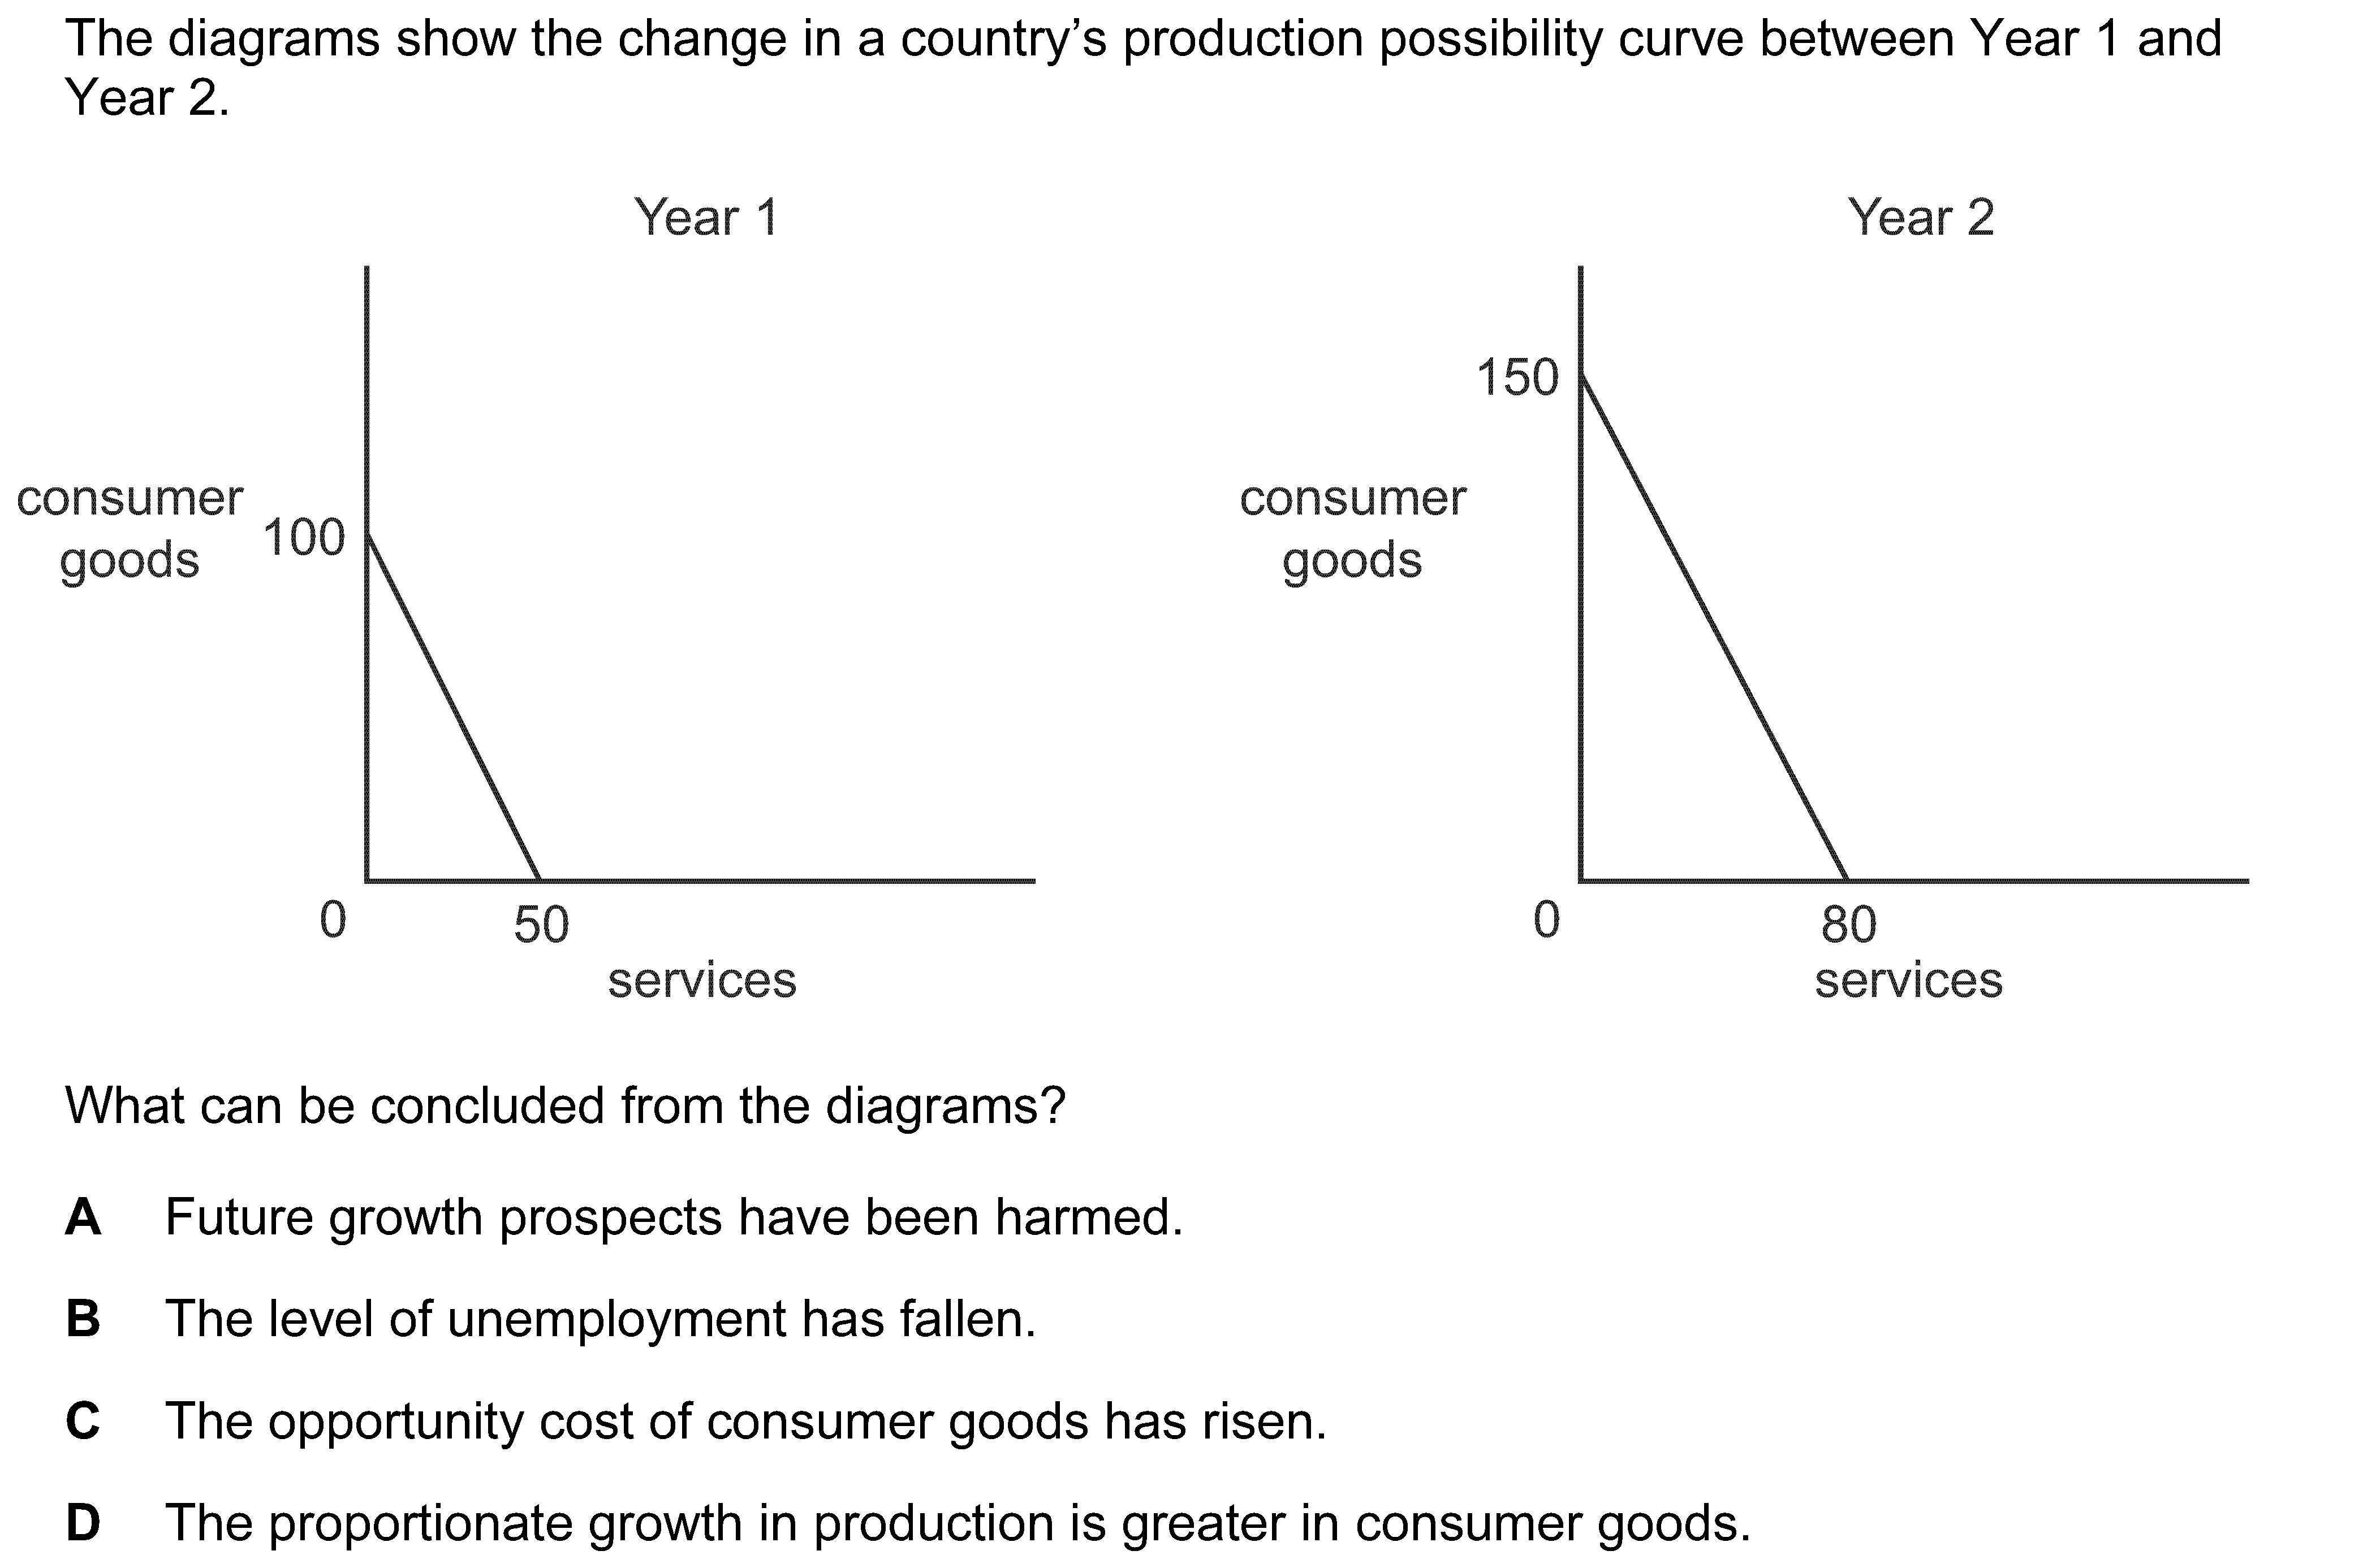 The diagrams show the change in a country’s production possibility curve between Year 1 and
Year 2.
Year 1
consumer
goods
100
0
50
services
Year 2
150
consumer
goods
0
80
services
What can be concluded from the diagrams?
A Future growth prospects have been harmed.
B The level of unemployment has fallen.
C The opportunity cost of consumer goods has risen.
D The proportionate growth in production is greater in consumer goods.